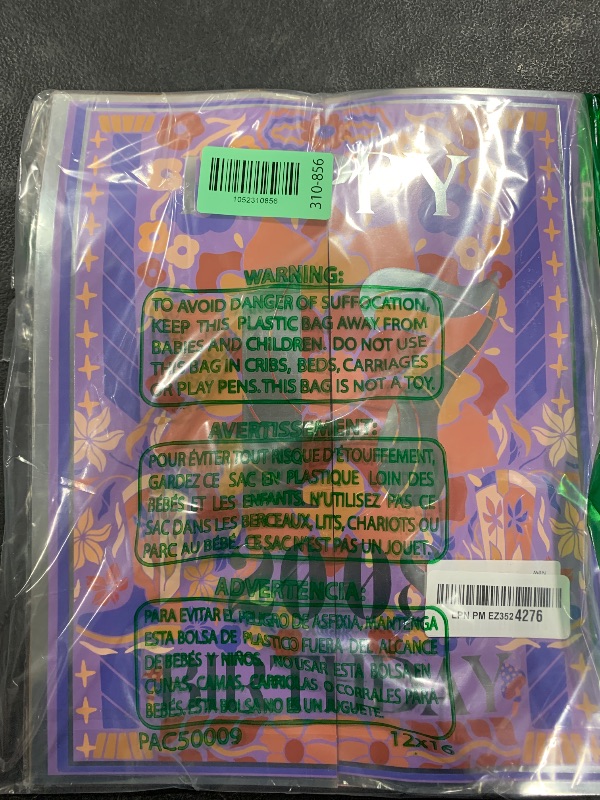 1052310856
310-856
PY
WARNING:
TO AVOID DANGER OF SUFFOCATION,
KEEP THIS PLASTIC BAG AWAY FROM
BABIES AND CHILDREN. DO NOT USE
THIS BAG IN CRIBS, BEDS, CARRIAGES
OR PLAY PENS. THIS BAG IS NOT A TOY.
AVERTISSEMENT:
POUR ÉVITER TOUT RISQUE D'ÉTOUFFEMENT,
GARDEZ CE SAC EN PLASTIQUE LOIN DES
BÉBÉS ET LES ENFANTS. N'UTILISEZ PAS CE
SAC DANS LES BERCEAUX, LITS, CHARIOTS OU
PARC AU BÉBÉ. CE SAC N'EST PAS UN JOUET.
LPN PM EZ3524276
ADVERTENCIA:
PARA EVITAR EL PELIGRO DE ASFIXIA, MANTENGA
ESTA BOLSA DE PLASTICO FUERA DEL ALCANCE
DE BEBÉS Y NIÑOS. NO USAR ESTA BOLSA EN
CUNAS, CAMAS, CARRIOLAS O CORRALES PARA
BEBÉS. ESTA BOLSA NO ES UN JUGUETE.
PAC50009 12x16